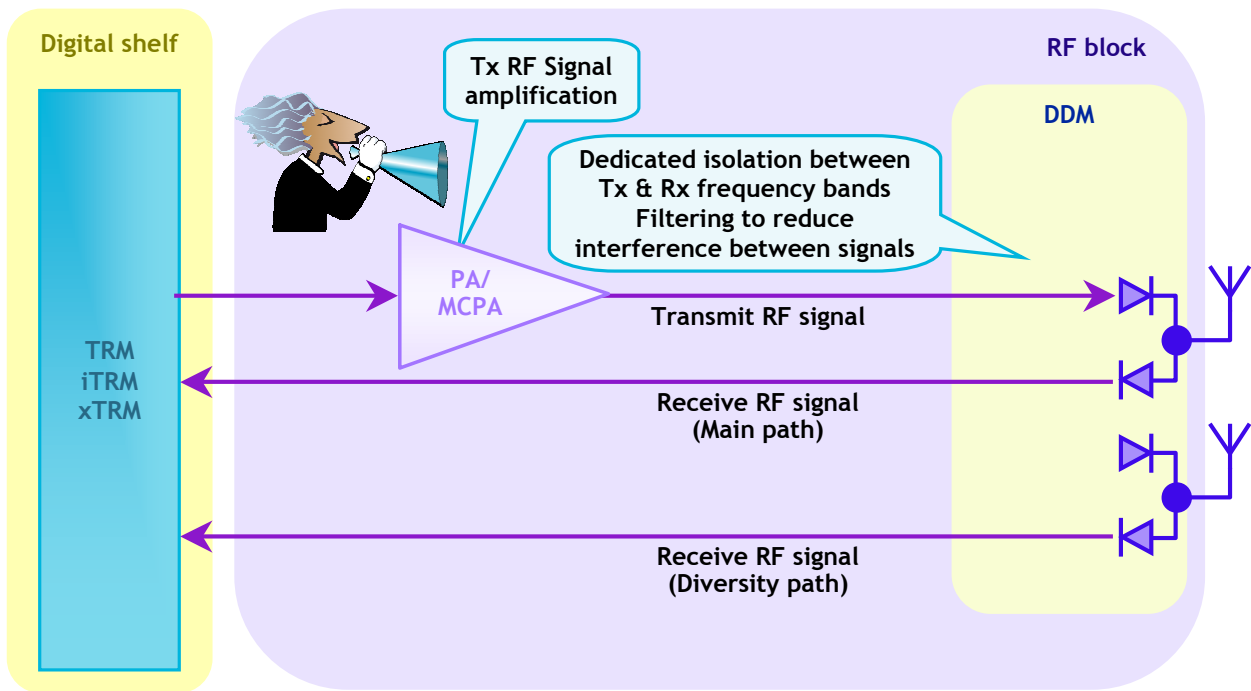 Digital shelf
RF block
Tx RF Signal
amplification
DDM
Dedicated isolation between
Tx & Rx frequency bands
Filtering to reduce
interference between signals
PA/
MCPA
Transmit RF signal
TRM
iTRM
xTRM
Receive RF signal
(Main path)
Receive RF signal
(Diversity path)